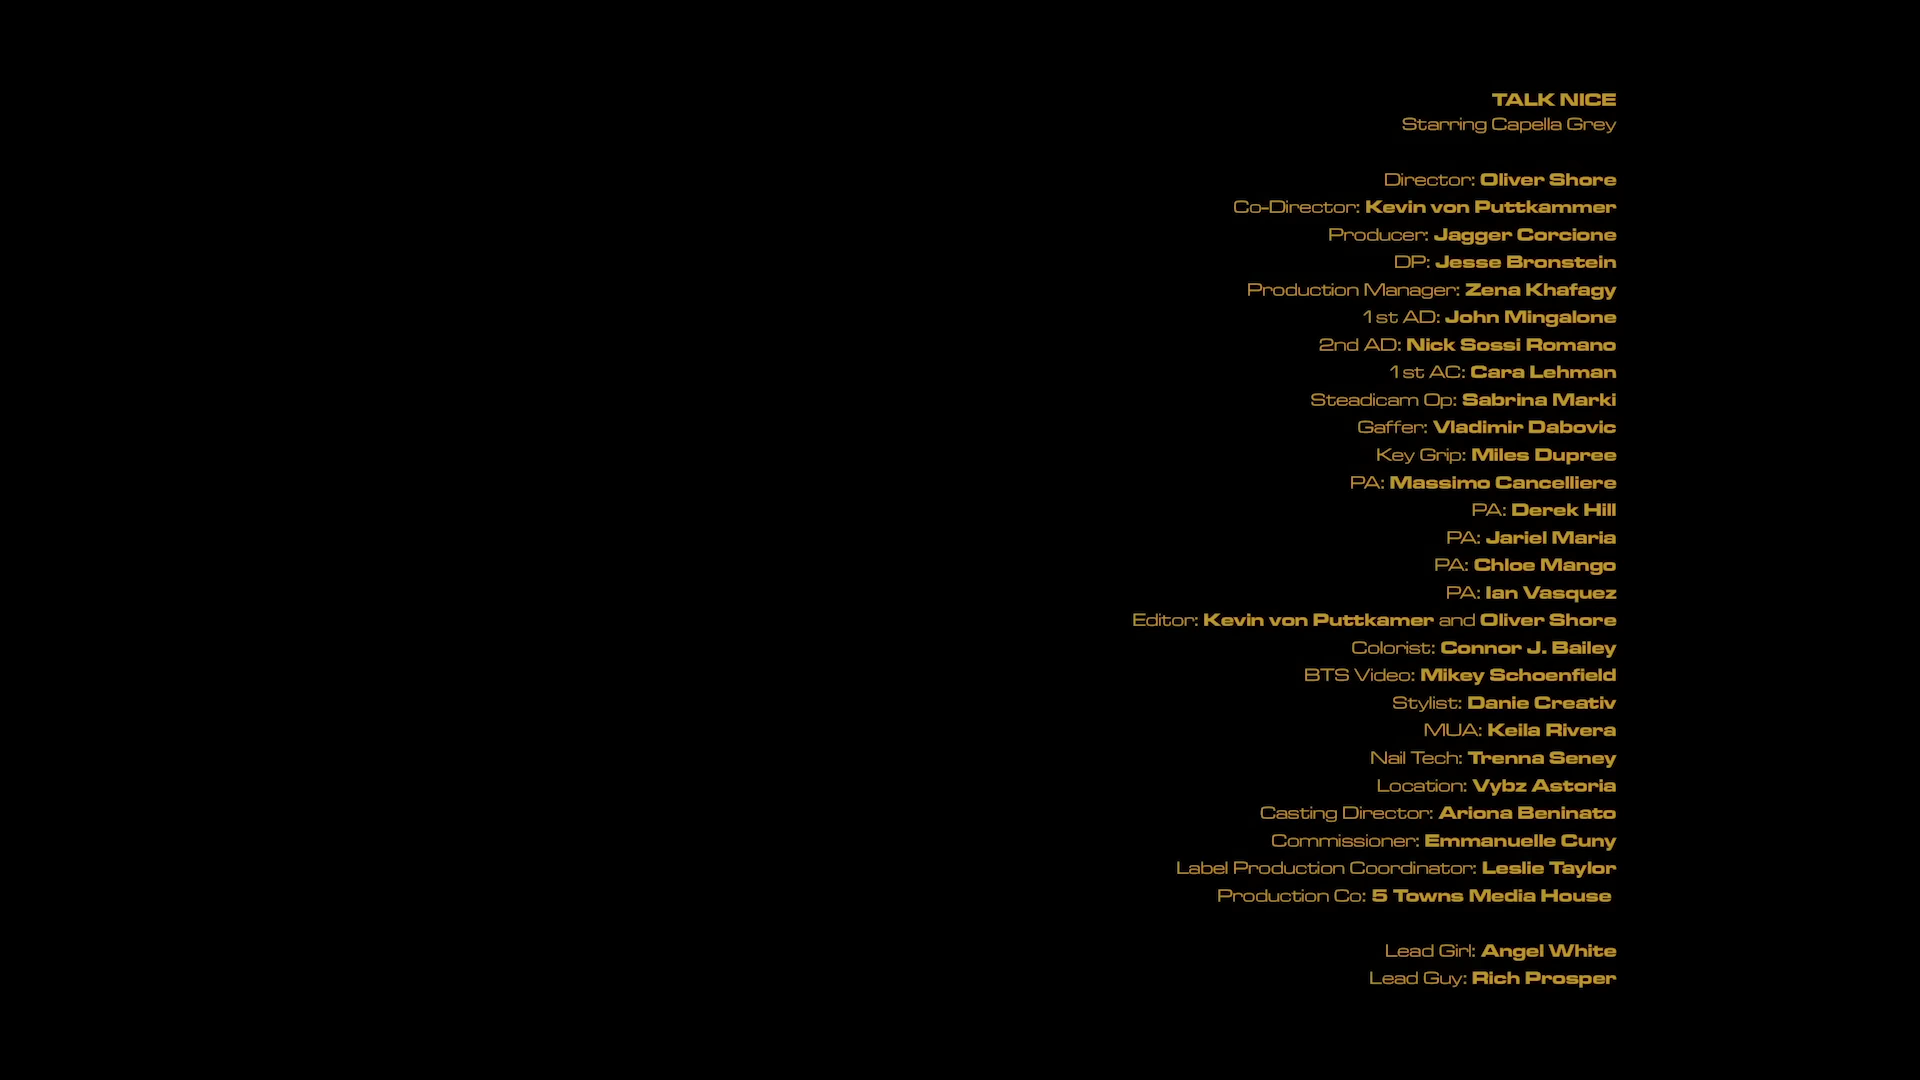 TALK NICE
Starring Capella Grey
Director: Oliver Shore
Co-Director: Kevin von Puttkammer
Producer: Jagger Corcione
DP: Jesse Bronstein
Production Manager: Zena Khafagy
1st AD: John Mingalone
2nd AD: Nick Sossi Romano
1st AC: Cara Lehman
Steadicam Op: Sabrina Marki
Gaffer: Vladimir Dabovic
Key Grip: Miles Dupree
PA: Massimo Cancelliere
PA: Derek Hill
PA: Jariel Maria
PA: Chloe Mango
PA: Ian Vasquez
Editor: Kevin von Puttkamer and Oliver Shore
Colorist: Connor J. Bailey
BTS Video: Mikey Schoenfield
Stylist: Danie Creativ
MUA: Keila Rivera
Nail Tech: Trenna Seney
Location: Vybz Astoria
Casting Director: Ariona Beninato
Commissioner: Emmanuelle Cuny
Label Production Coordinator: Leslie Taylor
Production Co: 5 Towns Media House
Lead Girl: Angel White
Lead Guy: Rich Prosper